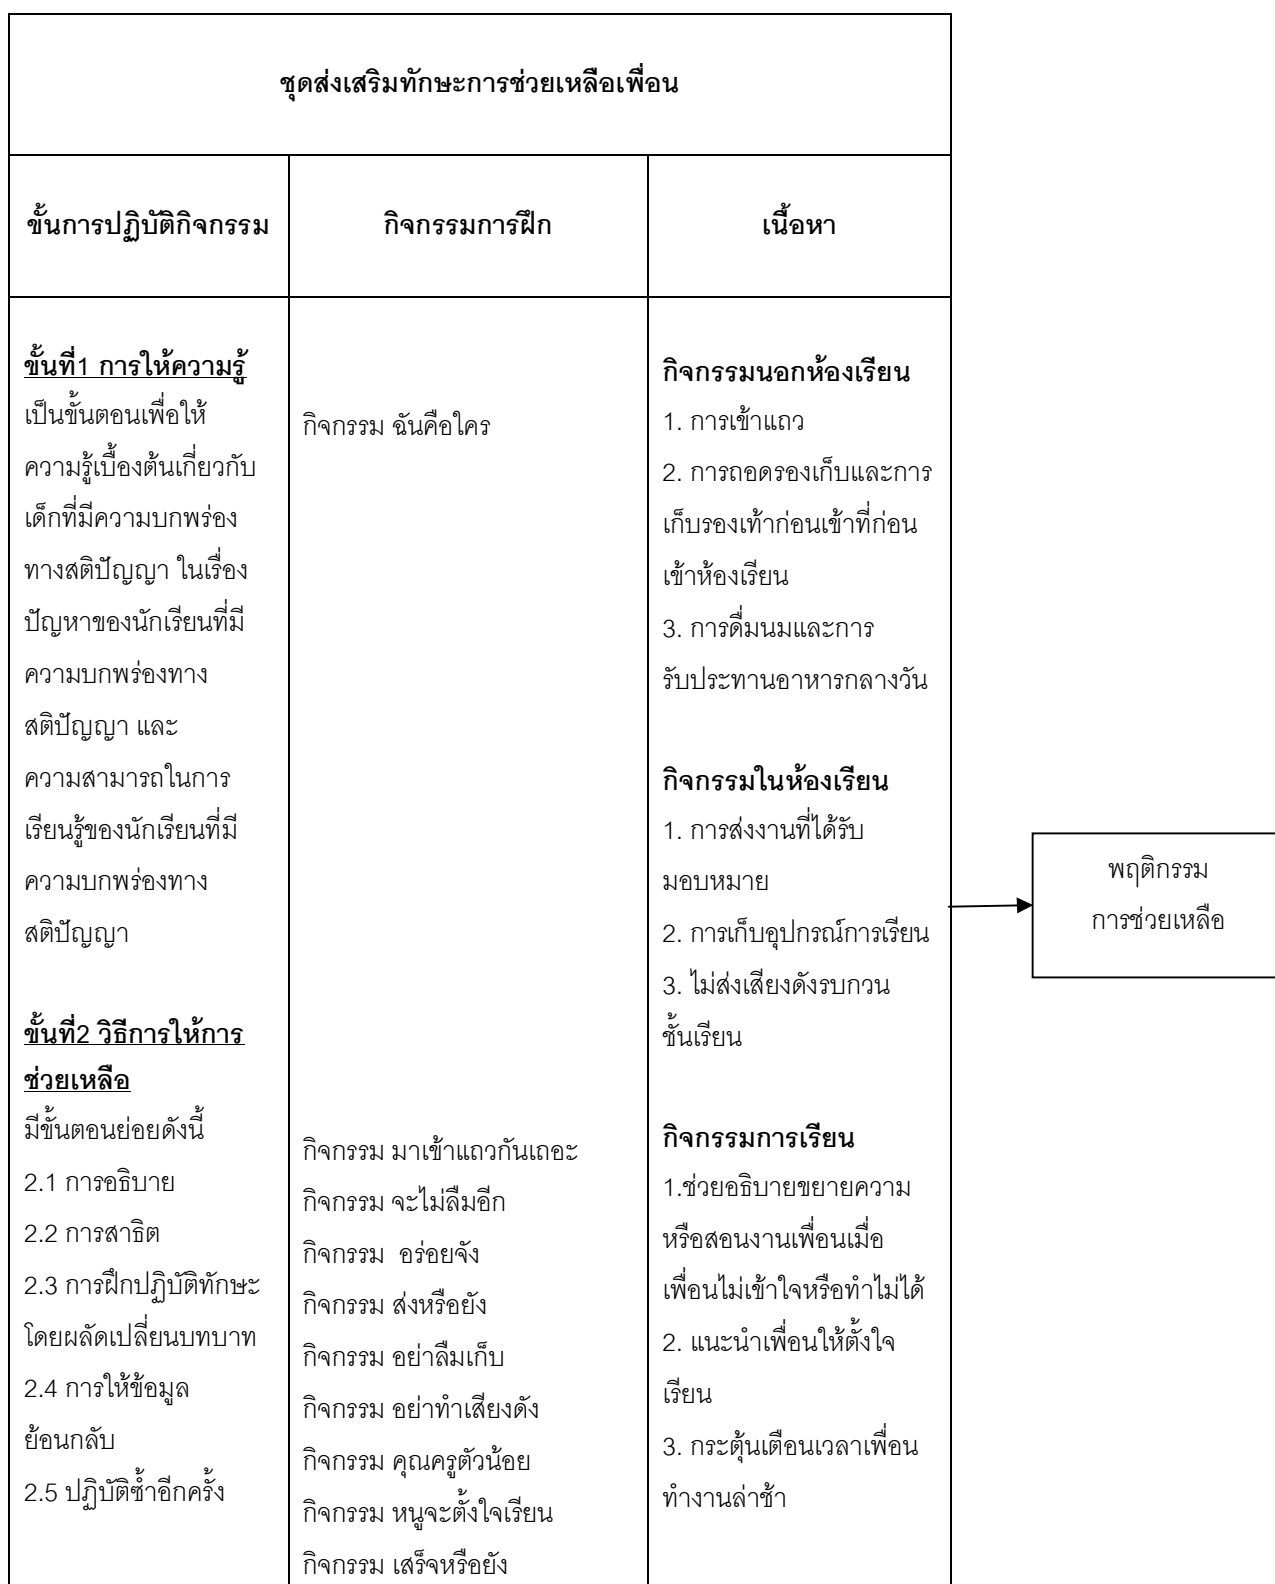 ชุดส่งเสริมทักษะการช่วยเหลือเพื่อน
ขั้นการปฏิบัติกิจกรรม
กิจกรรมการฝึก
เนื้อหา
ขั้นที่1 การให้ความรู้
เป็นขั้นตอนเพื่อให้
ความรู้เบื้องต้นเกี่ยวกับ
เด็กที่มีความบกพร่อง
ทางสติปัญญา ในเรื่อง
ปัญหาของนักเรียนที่มี
ความบกพร่องทาง
สติปัญญา และ
ความสามารถในการ
เรียนรู้ของนักเรียนที่มี
ความบกพร่องทาง
สติปัญญา
ขั้นที่2 วิธีการให้การ
ช่วยเหลือ
มีขั้นตอนย่อยดังนี้
2.1 การอธิบาย
2.2 การสาธิต
2.3 การฝึกปฏิบัติทักษะ
โดยผลัดเปลี่ยนบทบาท
2.4 การให้ข้อมูล
ย้อนกลับ
2.5 ปฏิบัติซ้ำอีกครั้ง
กิจกรรม ฉันคือใคร
กิจกรรม มาเข้าแถวกันเถอะ
กิจกรรม จะไม่ลืมอีก
กิจกรรม  อร่อยจัง
กิจกรรม ส่งหรือยัง
กิจกรรม อย่าลืมเก็บ
กิจกรรม อย่าทำเสียงดัง
กิจกรรม คุณครูตัวน้อย
กิจกรรม หนูจะตั้งใจเรียน
กิจกรรม เสร็จหรือยัง
กิจกรรมนอกห้องเรียน
1. การเข้าแถว
2. การถอดรองเก็บและการ
เก็บรองเท้าก่อนเข้าที่ก่อน
เข้าห้องเรียน
3. การดื่มนมและการ
รับประทานอาหารกลางวัน
กิจกรรมในห้องเรียน
1. การส่งงานที่ได้รับ
มอบหมาย
2. การเก็บอุปกรณ์การเรียน
3. ไม่ส่งเสียงดังรบกวน
ชั้นเรียน
กิจกรรมการเรียน
1.ช่วยอธิบายขยายความ
หรือสอนงานเพื่อนเมื่อ
เพื่อนไม่เข้าใจหรือทำไม่ได้
2. แนะนำเพื่อนให้ตั้งใจ
เรียน
3. กระตุ้นเตือนเวลาเพื่อน
ทำงานล่าช้า
พฤติกรรม
การช่วยเหลือ